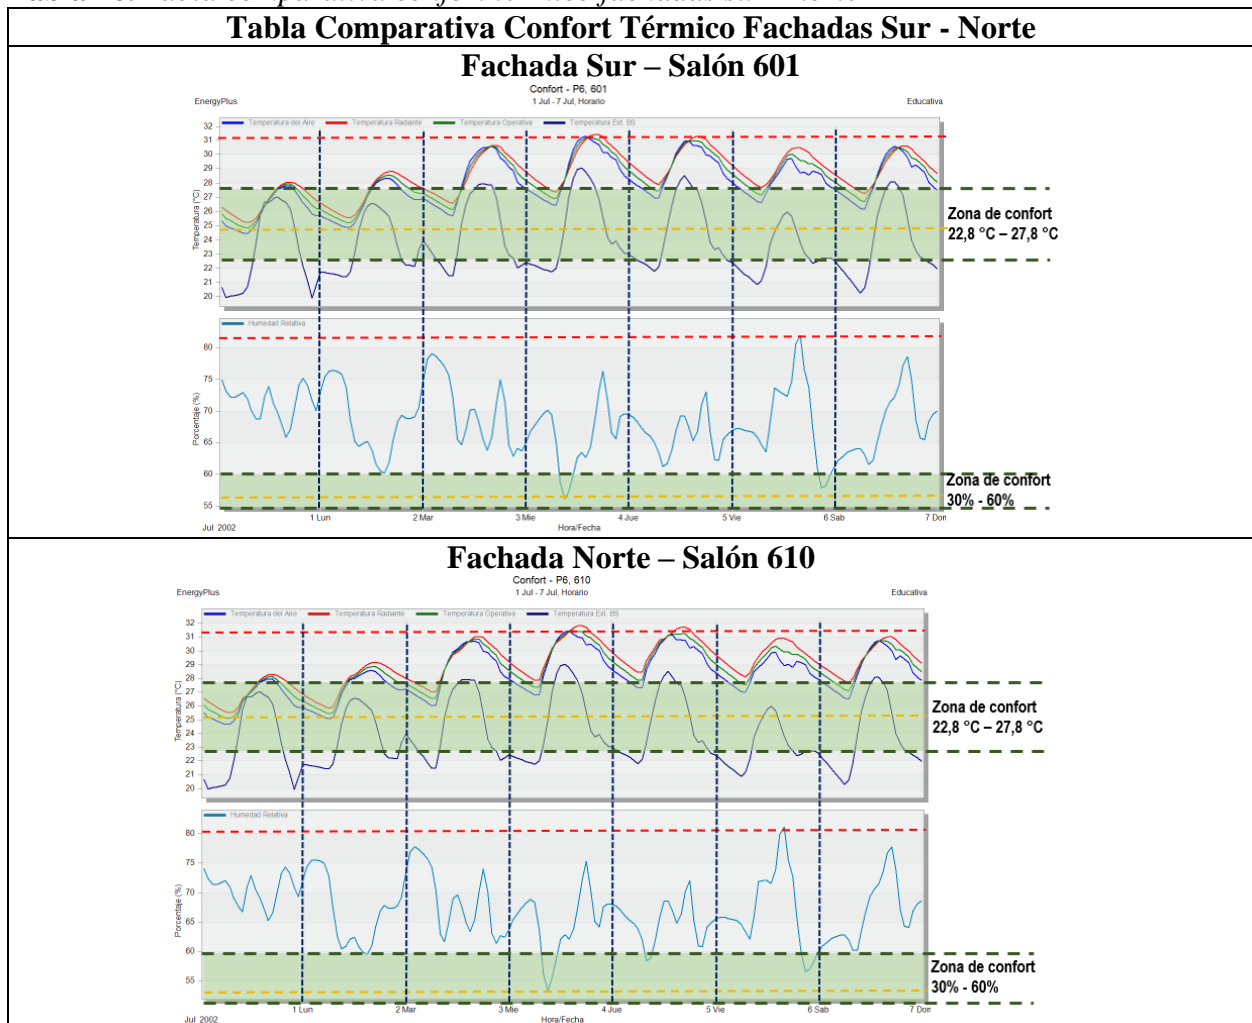 Tabla Comparativa Confort Térmico Fachadas Sur - Norte
Fachada Sur – Salón 601
Confort - P6, 601
EnergyPlus
1 Jul - 7 Jul, Horario
Educativa
Temperatura del Aire
Temperatura Radiante
Temperatura Operativa
Temperatura Ext. BS
32
31
30
29
28
27
26
25
24
23
22
21
20
Temperatura (°C)
Zona de confort
22,8 °C – 27,8 °C
Humedad Relativa
80
75
70
65
60
55
Porcentaje (%)
Zona de confort
30% - 60%
1 Lun
2 Mar
3 Mie
4 Jue
5 Vie
6 Sab
7 Dom
Jul 2002
Hora/Fecha
Fachada Norte – Salón 610
Confort - P6, 610
EnergyPlus
1 Jul - 7 Jul, Horario
Educativa
Temperatura del Aire
Temperatura Radiante
Temperatura Operativa
Temperatura Ext. BS
32
31
30
29
28
27
26
25
24
23
22
21
20
Temperatura (°C)
Zona de confort
22,8 °C – 27,8 °C
Humedad Relativa
80
75
70
65
60
55
Porcentaje (%)
Zona de confort
30% - 60%
1 Lun
2 Mar
3 Mie
4 Jue
5 Vie
6 Sab
7 Dom
Jul 2002
Hora/Fecha